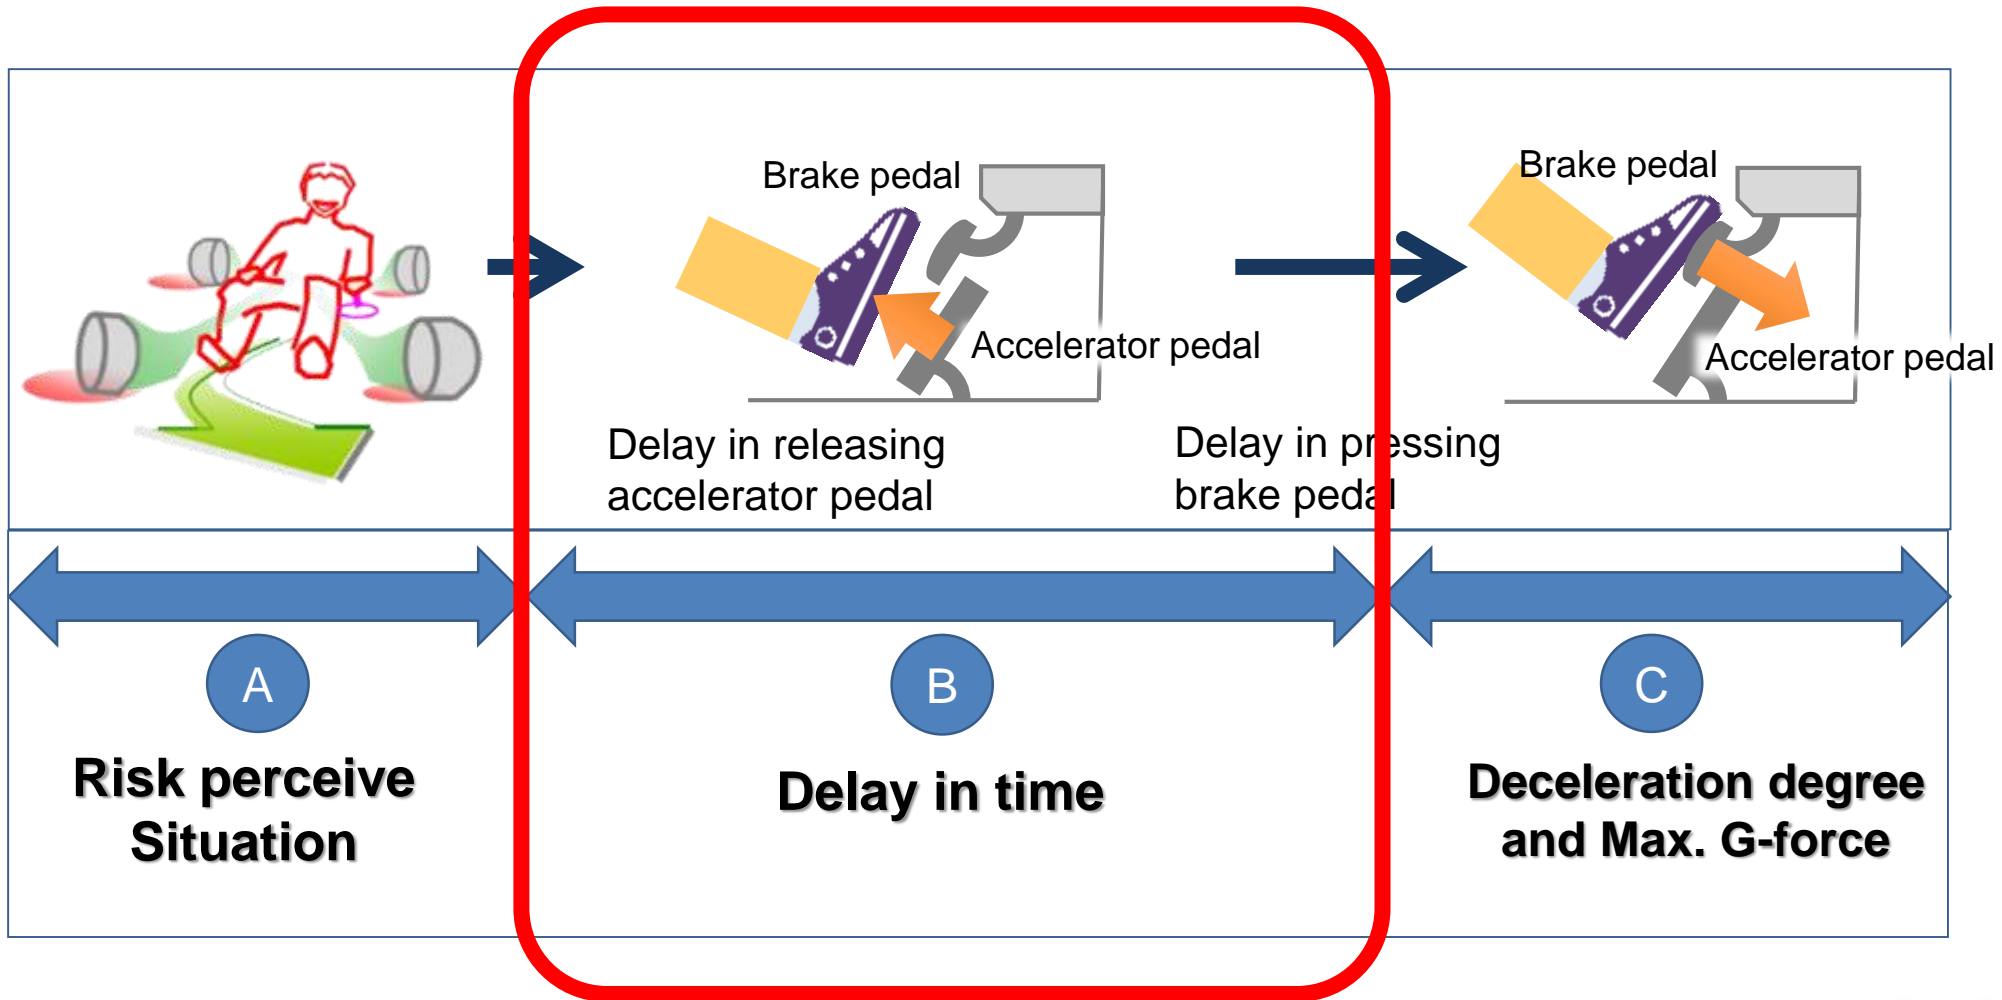 Brake pedal
Accelerator pedal
Delay in releasing
accelerator pedal
Delay in pressing
brake pedal
Brake pedal
Accelerator pedal
A
Risk perceive
Situation
B
Delay in time
C
Deceleration degree
and Max. G-force